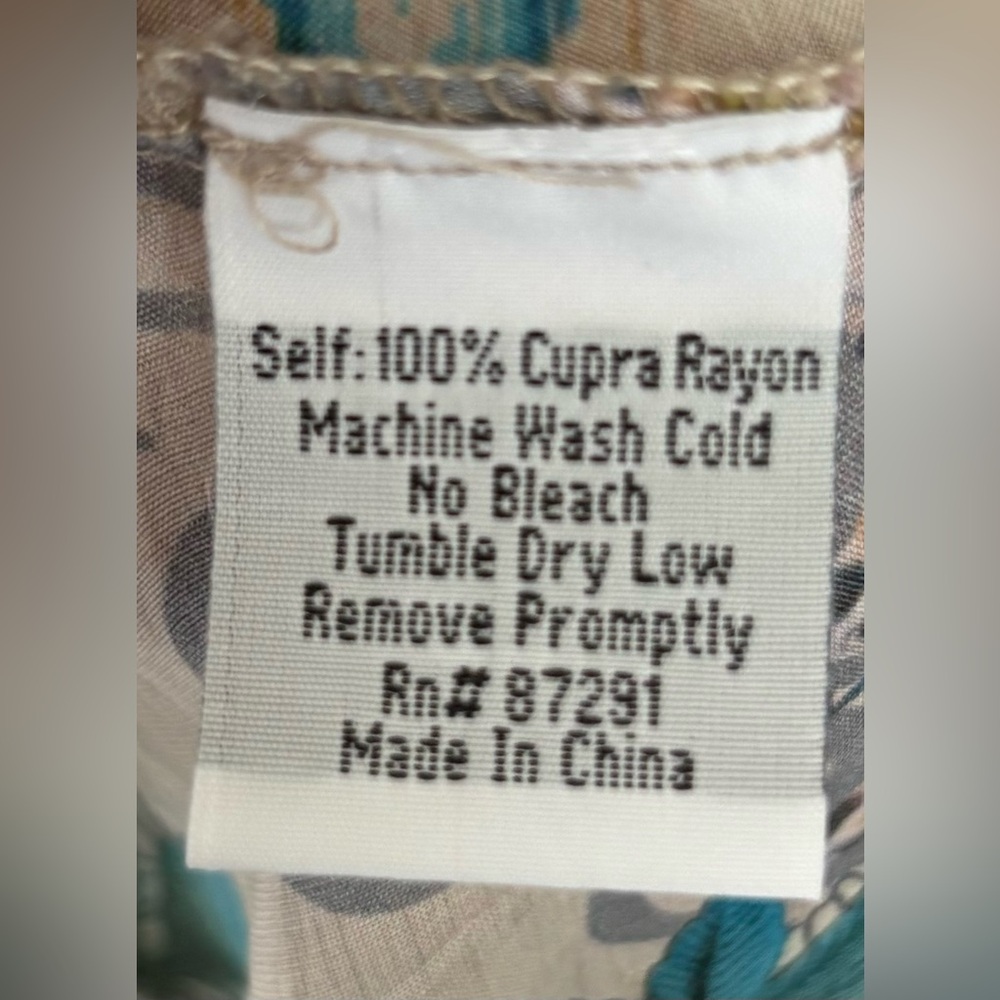 Self: 100% Cupra Rayon
Machine Wash Cold
No Bleach
Tumble Dry Low
Remove Promptly
Rn# 87291
Made In China